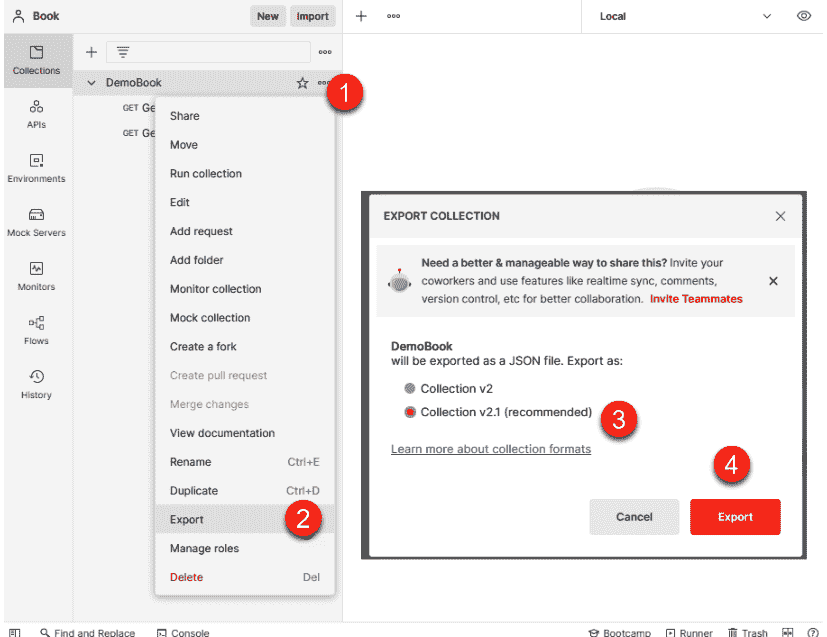 Book
New
Import
Local
Collections
APIs
Environments
Mock Servers
Monitors
Flows
History
DemoBook
1
GET Ge
GET Ge
Share
Move
Run collection
Edit
Add request
Add folder
Monitor collection
Mock collection
Create a fork
Create pull request
Merge changes
View documentation
Rename Ctrl+E
Duplicate Ctrl+D
Export
2
Manage roles
Delete Del
EXPORT COLLECTION
Need a better & manageable way to share this? Invite your
coworkers and use features like realtime sync, comments,
version control, etc for better collaboration. Invite Teammates
DemoBook
will be exported as a JSON file. Export as:
Collection v2
Collection v2.1 (recommended)
3
Learn more about collection formats
4
Cancel
Export
Find and Replace
Console
Bootcamp
Runner
Trash